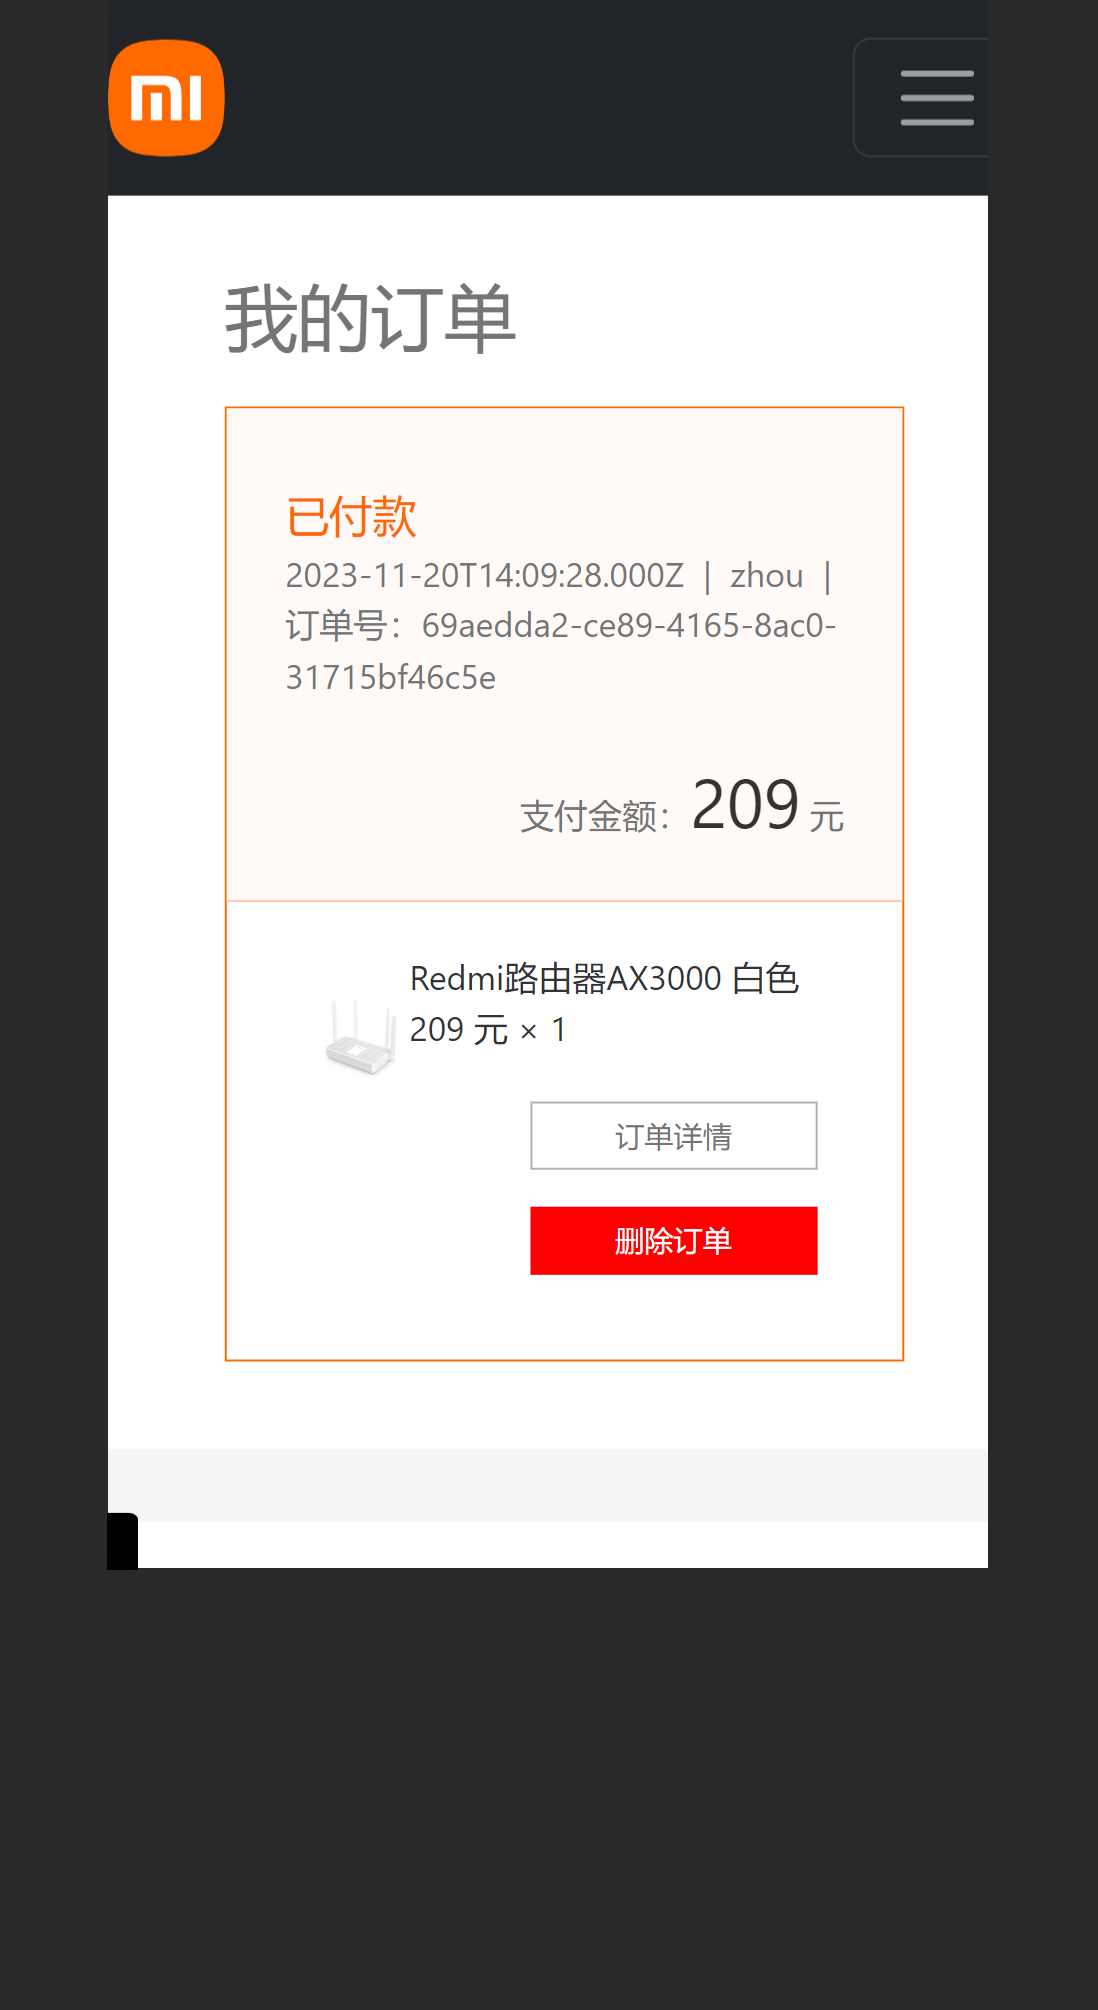 mi
我的订单
已付款
2023-11-20T14:09:28.000Z | zhou |
订单号：69aedda2-ce89-4165-8ac0-
31715bf46c5e
支付金额：209 元
Redmi路由器AX3000 白色
209 元 × 1
订单详情
删除订单